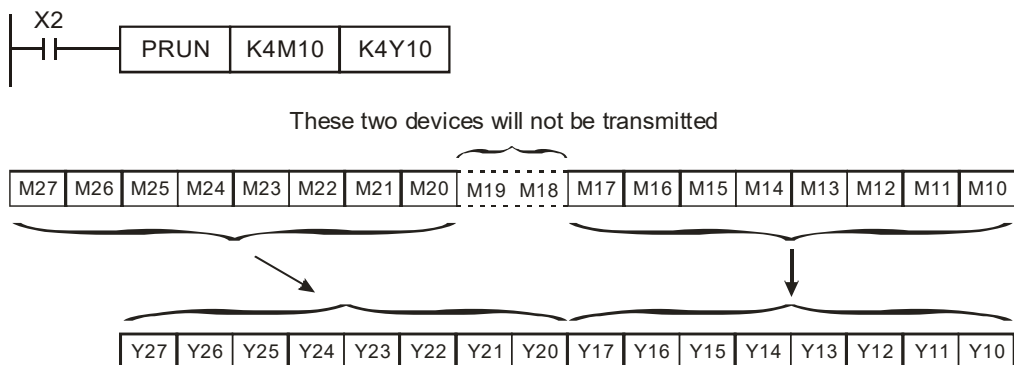 X2
PRUN K4M10 K4Y10
These two devices will not be transmitted
M27 M26 M25 M24 M23 M22 M21 M20 M19 M18 M17 M16 M15 M14 M13 M12 M11 M10
Y27 Y26 Y25 Y24 Y23 Y22 Y21 Y20 Y17 Y16 Y15 Y14 Y13 Y12 Y11 Y10